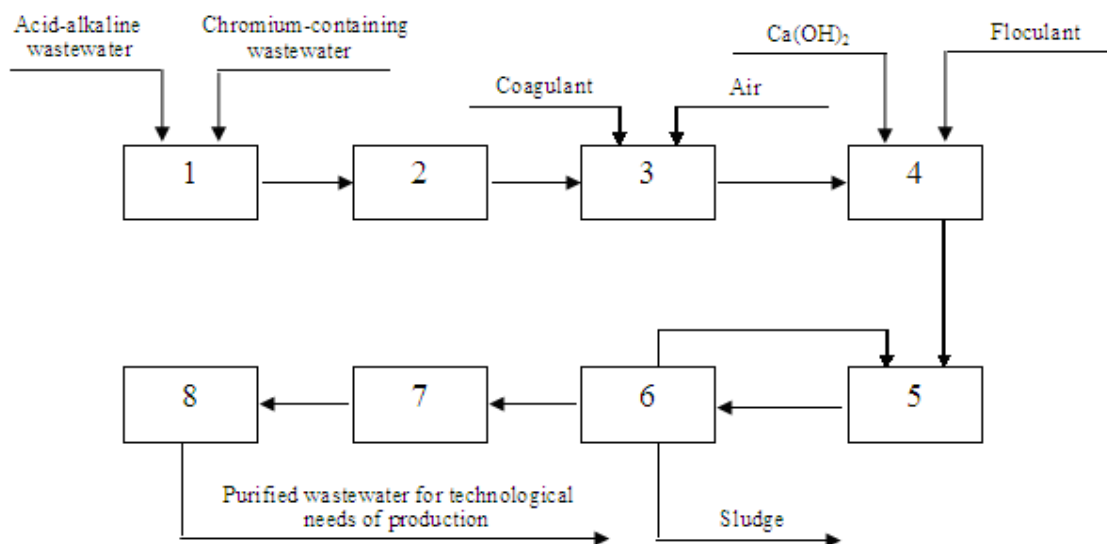 Acid-alkaline
wastewater
Chromium-containing
wastewater
Ca(OH)₂
Floculant
Coagulant
Air
1
2
3
4
8
7
6
5
Purified wastewater for technological
needs of production
Sludge